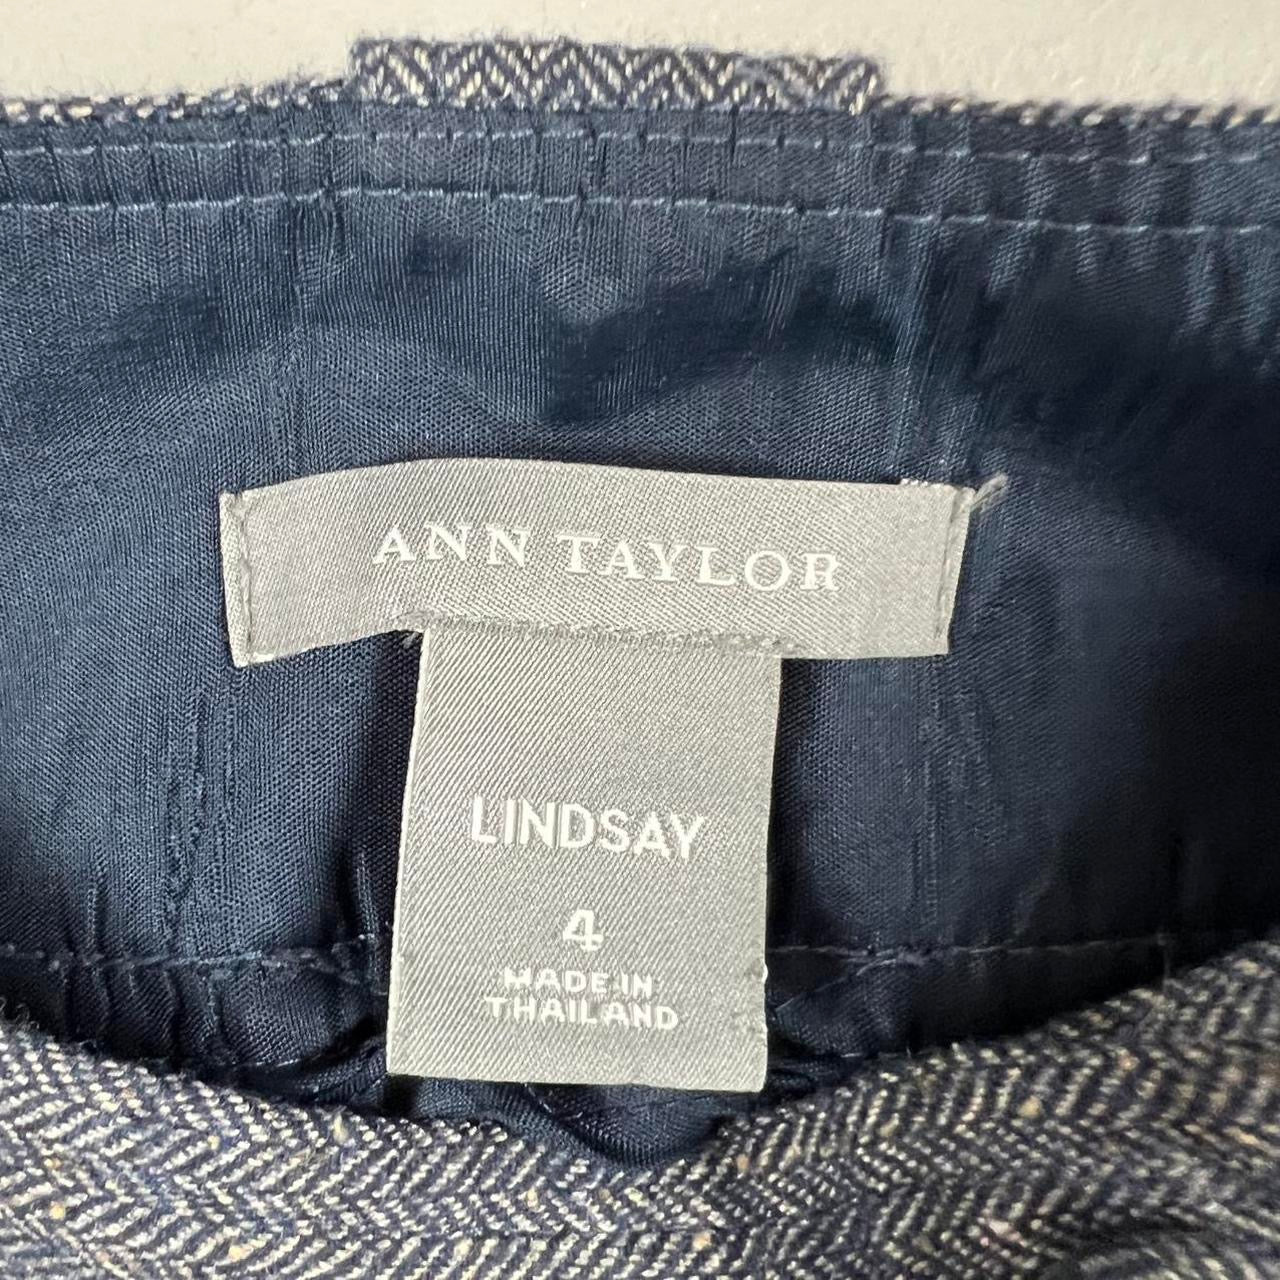 ANN TAYLOR
LINDSAY
4
MADE IN
THAILAND